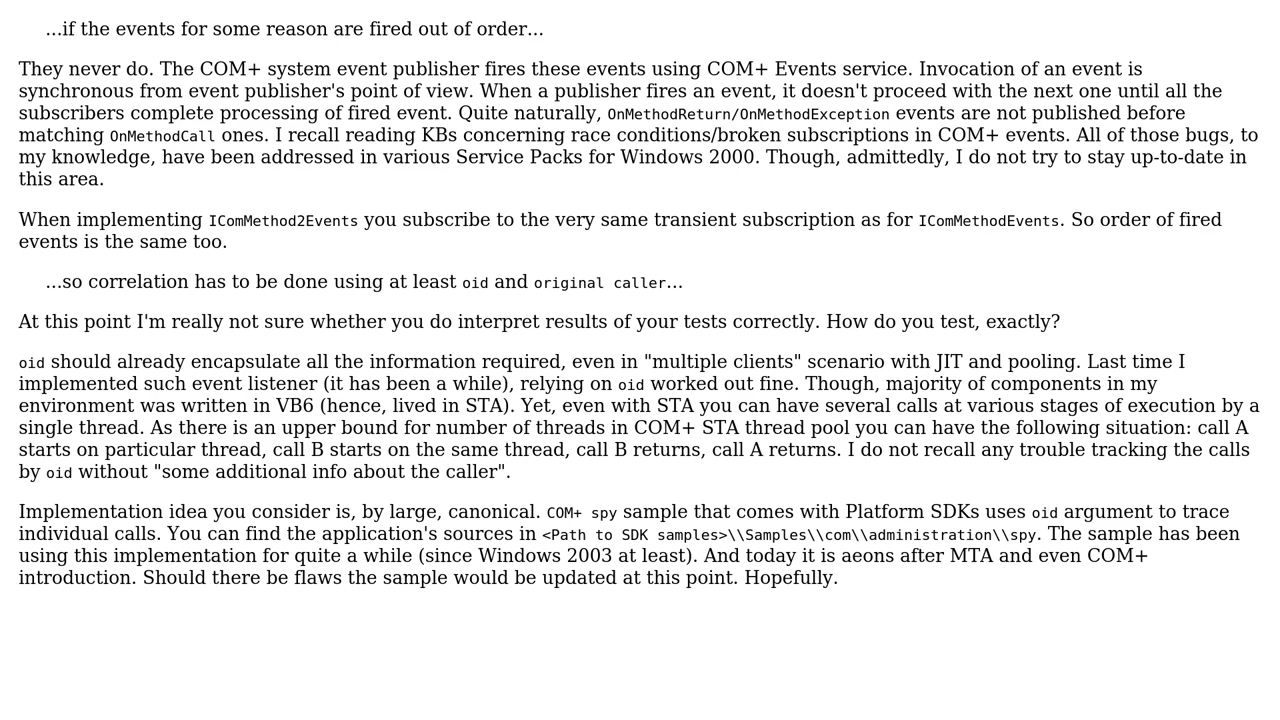 ...if the events for some reason are fired out of order...
They never do. The COM+ system event publisher fires these events using COM+ Events service. Invocation of an event is
synchronous from event publisher's point of view. When a publisher fires an event, it doesn't proceed with the next one until all the
subscribers complete processing of fired event. Quite naturally, OnMethodReturn/OnMethodException events are not published before
matching OnMethodCall ones. I recall reading KBs concerning race conditions/broken subscriptions in COM+ events. All of those bugs, to
my knowledge, have been addressed in various Service Packs for Windows 2000. Though, admittedly, I do not try to stay up-to-date in
this area.
When implementing IComMethod2Events you subscribe to the very same transient subscription as for IComMethodEvents. So order of fired
events is the same too.
...so correlation has to be done using at least oid and original caller...
At this point I'm really not sure whether you do interpret results of your tests correctly. How do you test, exactly?
oid should already encapsulate all the information required, even in "multiple clients" scenario with JIT and pooling. Last time I
implemented such event listener (it has been a while), relying on oid worked out fine. Though, majority of components in my
environment was written in VB6 (hence, lived in STA). Yet, even with STA you can have several calls at various stages of execution by a
single thread. As there is an upper bound for number of threads in COM+ STA thread pool you can have the following situation: call A
starts on particular thread, call B starts on the same thread, call B returns, call A returns. I do not recall any trouble tracking the calls
by oid without "some additional info about the caller".
Implementation idea you consider is, by large, canonical. COM+ spy sample that comes with Platform SDKs uses oid argument to trace
individual calls. You can find the application's sources in <Path to SDK samples>\\Samples\\com\\administration\\spy. The sample has been
using this implementation for quite a while (since Windows 2003 at least). And today it is aeons after MTA and even COM+
introduction. Should there be flaws the sample would be updated at this point. Hopefully.